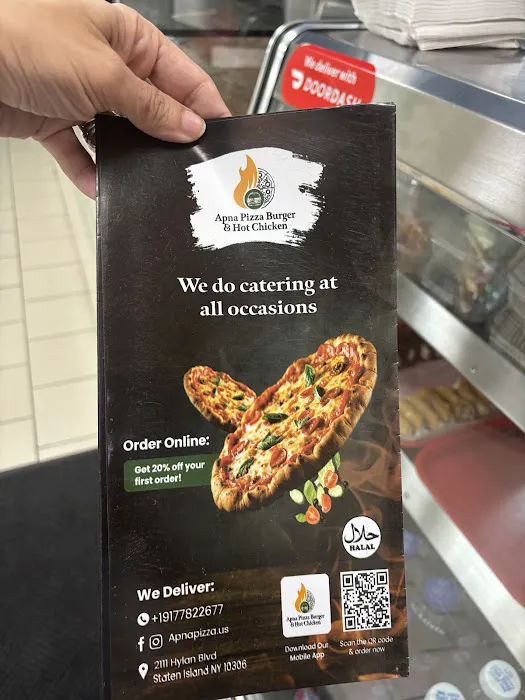 We deliver with
DOORDASH
Apna Pizza Burger
& Hot Chicken
We do catering at
all occasions
Order Online:
Get 20% off your
first order!
حلال
HALAL
We Deliver:
+19177822677
Apnapizza.us
2111 Hylan Blvd
Staten Island NY 10306
Apna Pizza Burger
& Hot Chicken
Download Our
Mobile App
Scan the QR code
& order now